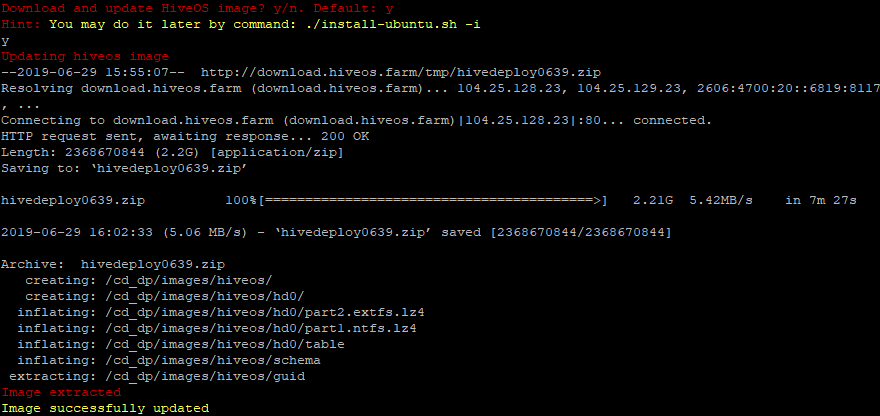 Download and update HiveOS image? y/n. Default: y
Hint: You may do it later by command: ./install-ubuntu.sh -i
y
Updating hiveos image
--2019-06-29 15:55:07--  http://download.hiveos.farm/tmp/hivedeploy0639.zip
Resolving download.hiveos.farm (download.hiveos.farm)... 104.25.128.23, 104.25.129.23, 2606:4700:20::6819:8117
, ...
Connecting to download.hiveos.farm (download.hiveos.farm)|104.25.128.23|:80... connected.
HTTP request sent, awaiting response... 200 OK
Length: 2368670844 (2.2G) [application/zip]
Saving to: ‘hivedeploy0639.zip’
hivedeploy0639.zip          100%[=========================================>]   2.21G  5.42MB/s    in 7m 27s
2019-06-29 16:02:33 (5.06 MB/s) - ‘hivedeploy0639.zip’ saved [2368670844/2368670844]
Archive:  hivedeploy0639.zip
   creating: /cd_dp/images/hiveos/
   creating: /cd_dp/images/hiveos/hd0/
  inflating: /cd_dp/images/hiveos/hd0/part2.extfs.lz4
  inflating: /cd_dp/images/hiveos/hd0/part1.ntfs.lz4
  inflating: /cd_dp/images/hiveos/hd0/table
  inflating: /cd_dp/images/hiveos/schema
 extracting: /cd_dp/images/hiveos/guid
Image extracted
Image successfully updated